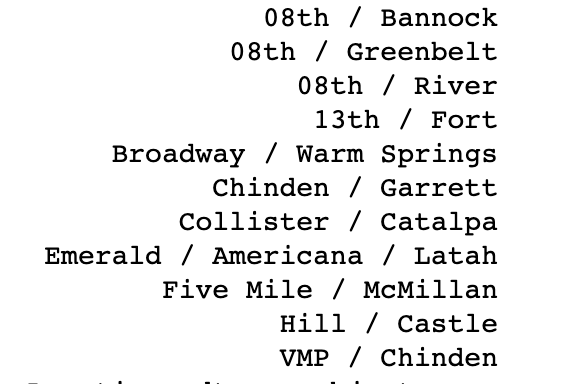 08th / Bannock
08th / Greenbelt
08th / River
13th / Fort
Broadway / Warm Springs
Chinden / Garrett
Collister / Catalpa
Emerald / Americana / Latah
Five Mile / McMillan
Hill / Castle
VMP / Chinden